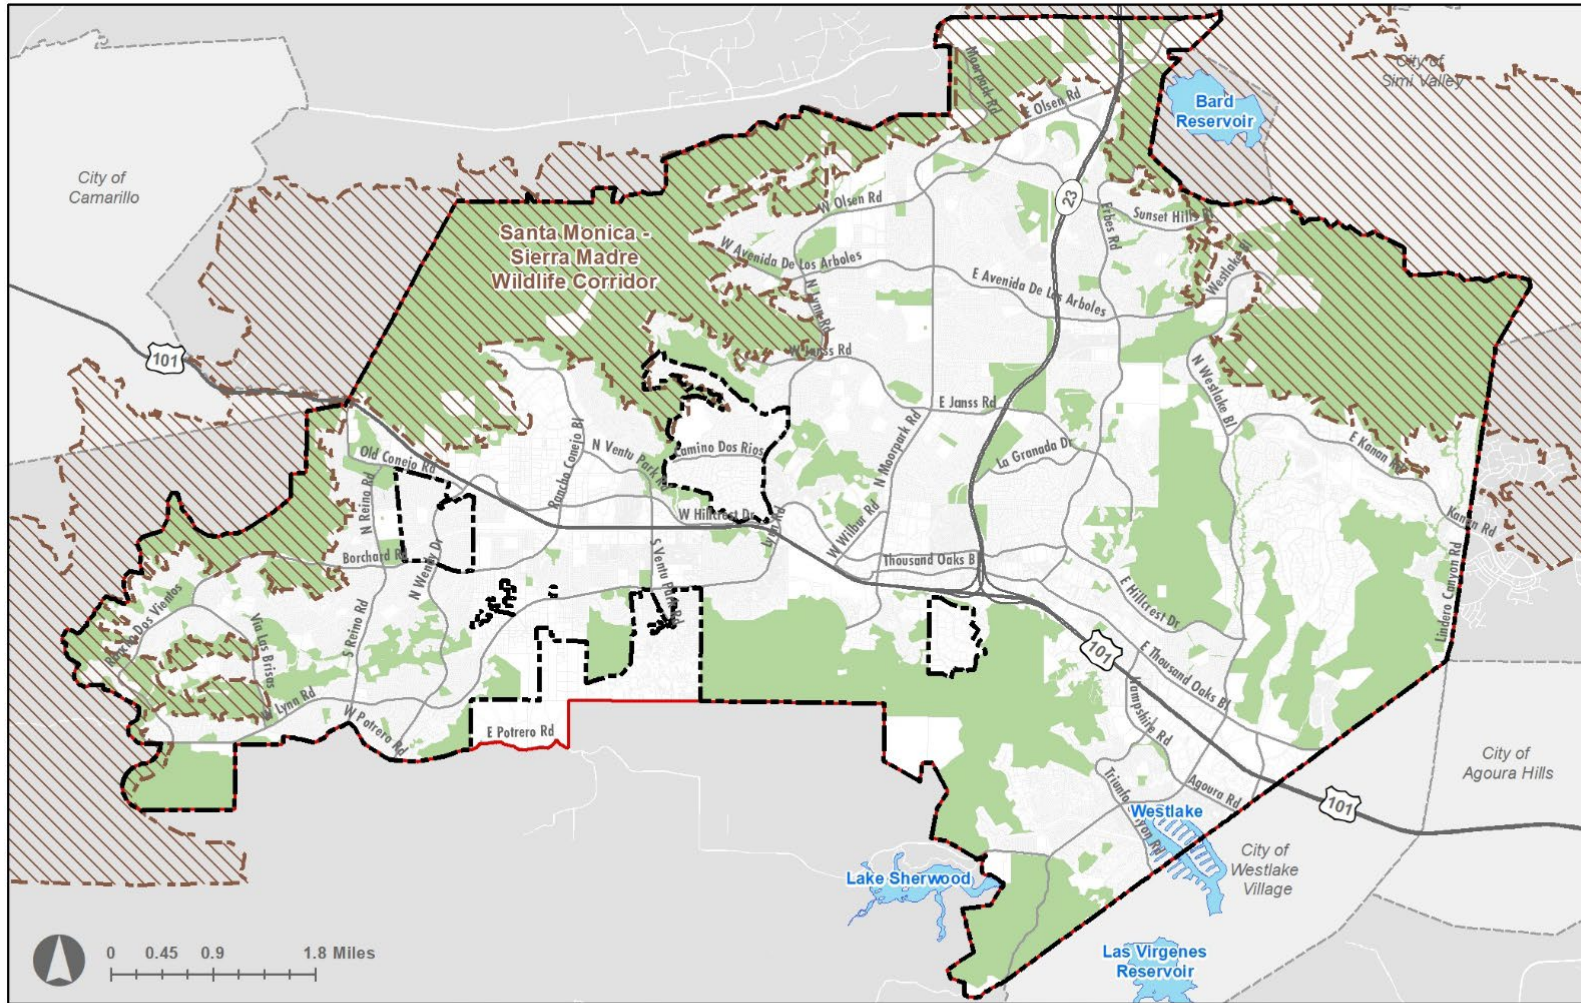 City of
Simi Valley
Moorpark Rd
E Olsen Rd
Bard
Reservoir
City of
Camarillo
23
W Olsen Rd
Erbes Rd
Sunset Hills Bl
Santa Monica -
Sierra Madre
Wildlife Corridor
W Avenida De Los Arboles
E Avenida De Los Arboles
Westlake Bl
N Lynn Rd
101
W Janss Rd
N Westlake Bl
E Janss Rd
Rancho Conejo Bl
N Ventu Park Rd
Camino Dos Rios
N Moorpark Rd
La Granada Dr
E Kanan Rd
Old Conejo Rd
N Reino Rd
W Hillcrest Dr
Lynn Rd
W Wilbur Rd
Kanan Rd
Borchard Rd
N Wendy Dr
S Ventu Park Rd
Thousand Oaks B
E Hillcrest Dr
Lindero Canyon Rd
Rancho Dos Vientos
Via Las Brisas
S Reino Rd
101
E Thousand Oaks Bl
W Lynn Rd
W Potrero Rd
E Potrero Rd
Hampshire Rd
City of
Agoura Hills
Triunfo Canyon Rd
Agoura Rd
101
Westlake
City of
Westlake
Village
Lake Sherwood
Las Virgenes
Reservoir
0 0.45 0.9 1.8 Miles